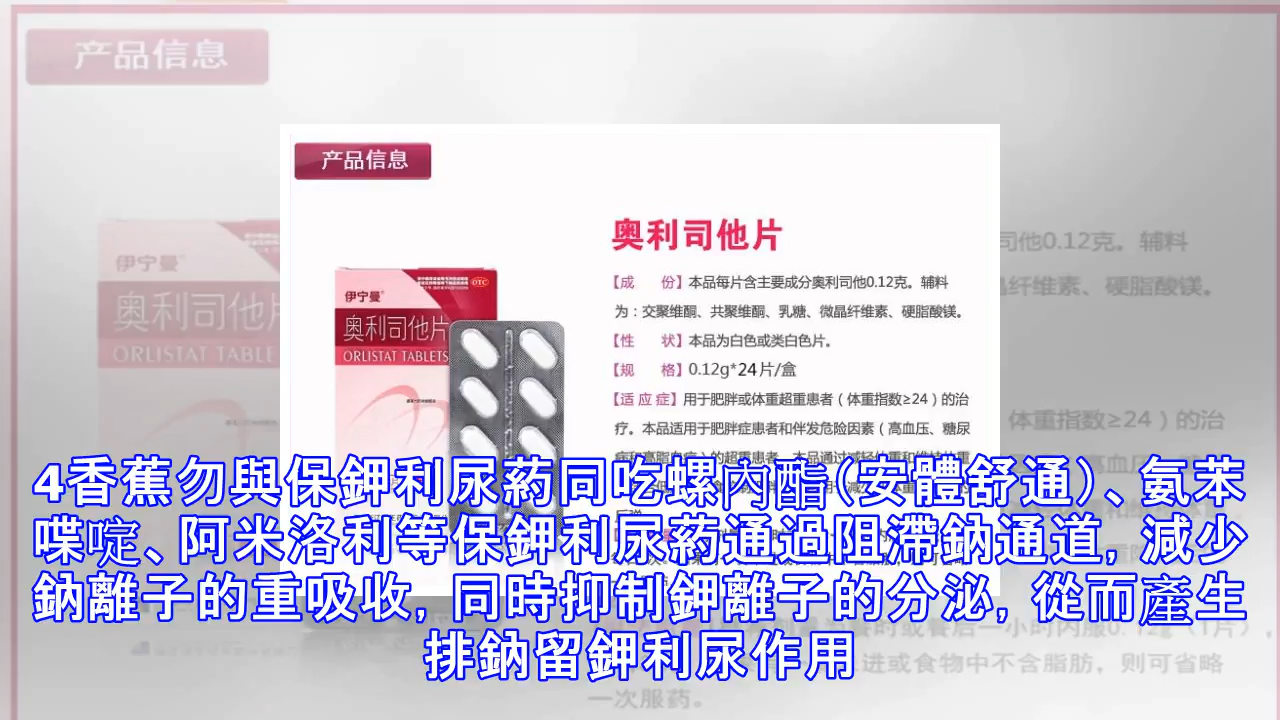 产品信息
产品信息
奥利司他片
【成 份】本品每片含主要成分奥利司他0.12克。辅料
为：交聚维酮、共聚维酮、乳糖、微晶纤维素、硬脂酸镁。
【性 状】本品为白色或类白色片。
【规 格】0.12g*24片/盒
【适应症】用于肥胖或体重超重患者（体重指数≥24）的治
疗。本品适用于肥胖症患者和伴发危险因素（高血压、糖尿
伊宁曼®
OTC
奥利司他片
ORLISTAT TABLETS
伊宁曼®
奥利司他片
ORLISTAT TABLE
司他0.12克。辅料
晶纤维素、硬脂酸镁。
体重指数≥24）的治
4香蕉勿與保鉀利尿葯同吃螺內酯(安體舒通)、氨苯
喋啶、阿米洛利等保鉀利尿葯通過阻滯鈉通道, 減少
鈉離子的重吸收, 同時抑制鉀離子的分泌, 從而產生
排鈉留鉀利尿作用
进或食物中不含脂肪，则可省略
一次服药。